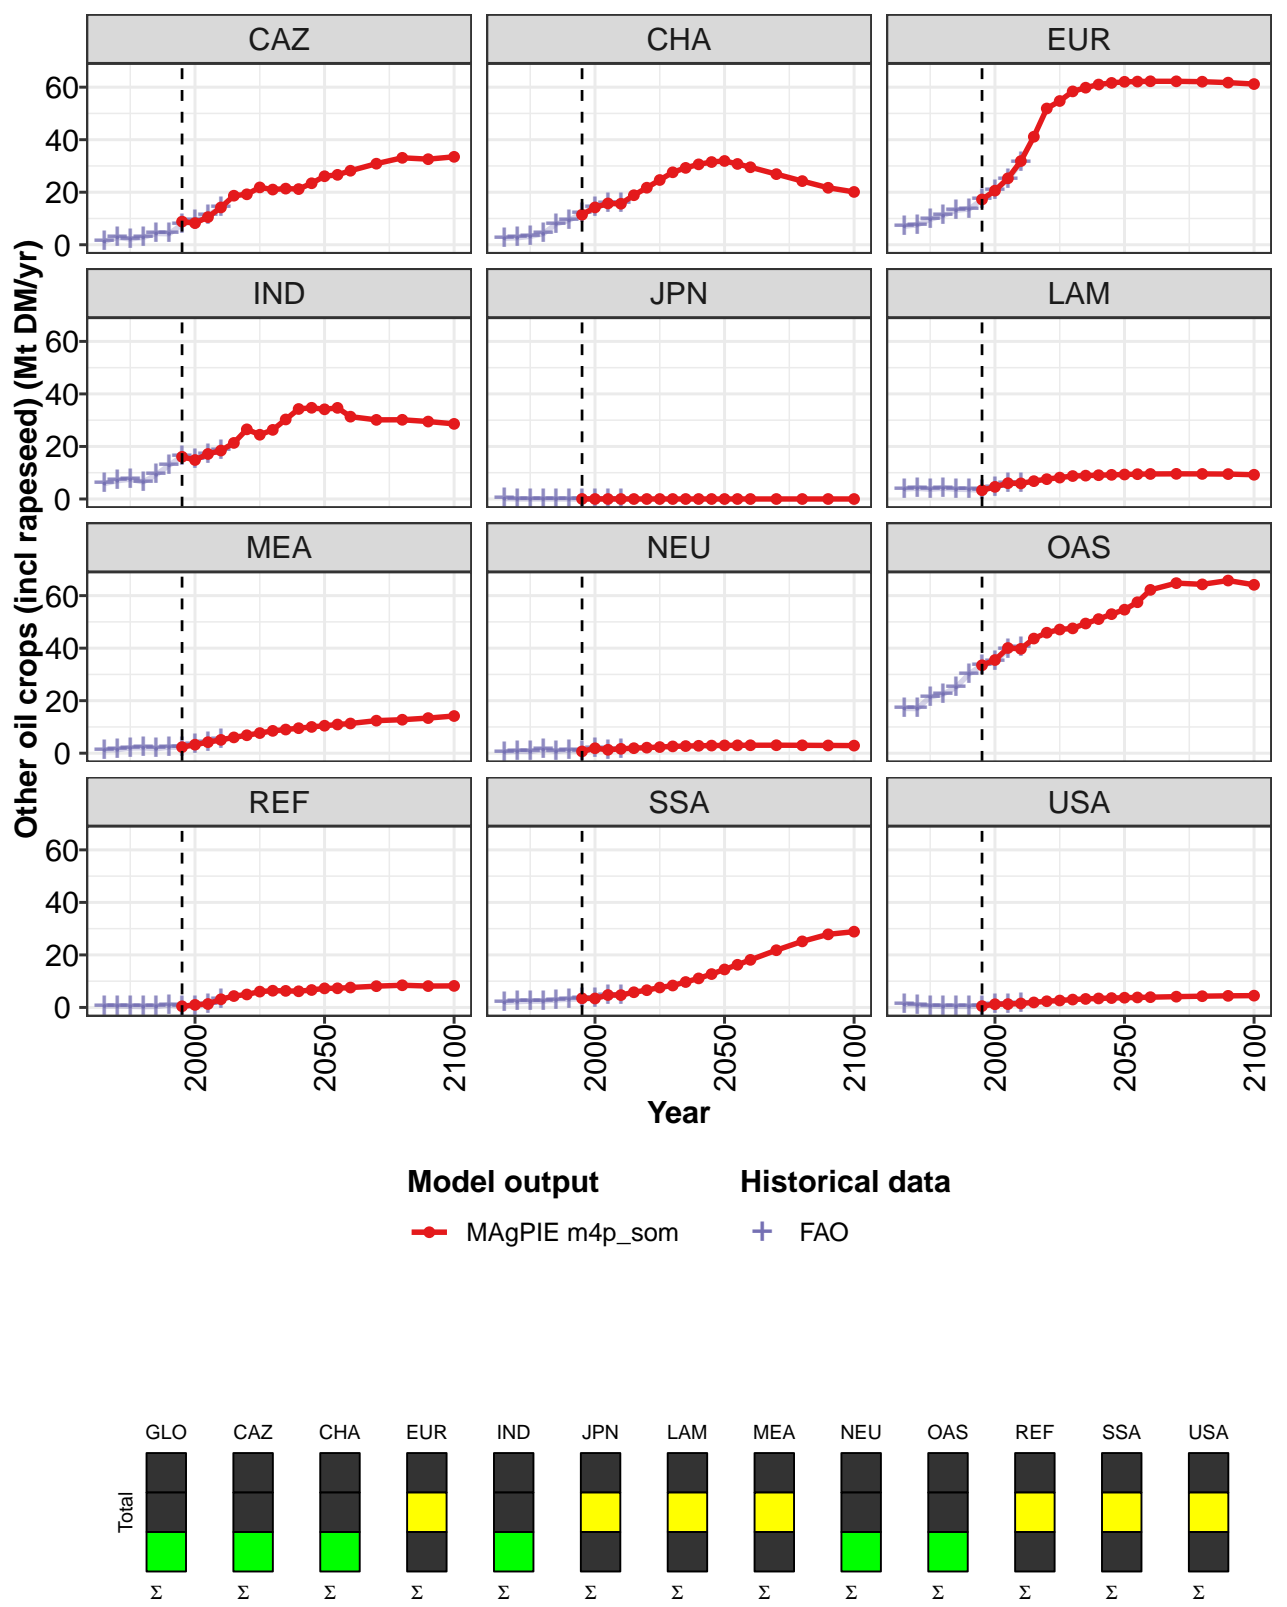 CAZ CHA EUR
60
40
20
0
IND JPN LAM
60
40
20
0
MEA NEU OAS
60
40
20
0
REF SSA USA
60
40
20
0
Other oil crops (incl rapeseed) (Mt DM/yr)
2000 2050 2100 2000 2050 2100 2000 2050 2100
Year
Model output Historical data
MAgPIE m4p_som FAO
GLO CAZ CHA EUR IND JPN LAM MEA NEU OAS REF SSA USA
Total
Σ Σ Σ Σ Σ Σ Σ Σ Σ Σ Σ Σ Σ